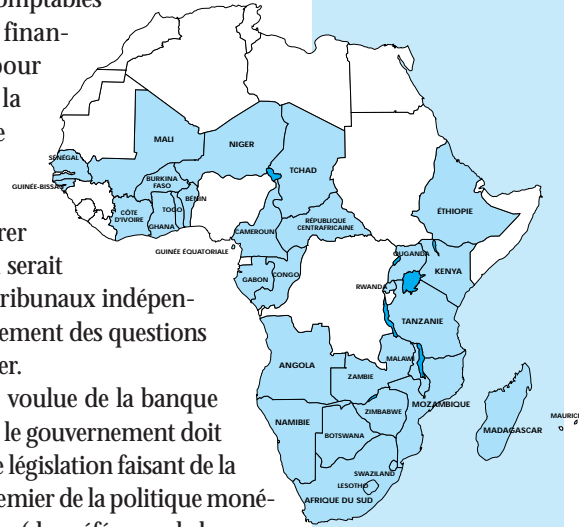 omptables
finan-
pour
la
e
rer
serait
ribunaux indépen-
ement des questions
er.
voulue de la banque
le gouvernement doit
e législation faisant de la
emier de la politique moné-
MALI
NIGER
TCHAD
SÉNÉGAL
GUINÉE-BISSAU
BURKINA
FASO
BÉNIN
TOGO
CÔTE
D'IVOIRE
GHANA
GUINÉE ÉQUATORIALE
CAMEROUN
RÉPUBLIQUE
CENTRAFRICAINE
ÉTHIOPIE
OUGANDA
KENYA
GABON
CONGO
RWANDA
TANZANIE
ANGOLA
MALAWI
ZAMBIE
MOZAMBIQUE
ZIMBABWE
NAMIBIE
BOTSWANA
MADAGASCAR
MAURICE
SWAZILAND
LESOTHO
AFRIQUE DU SUD